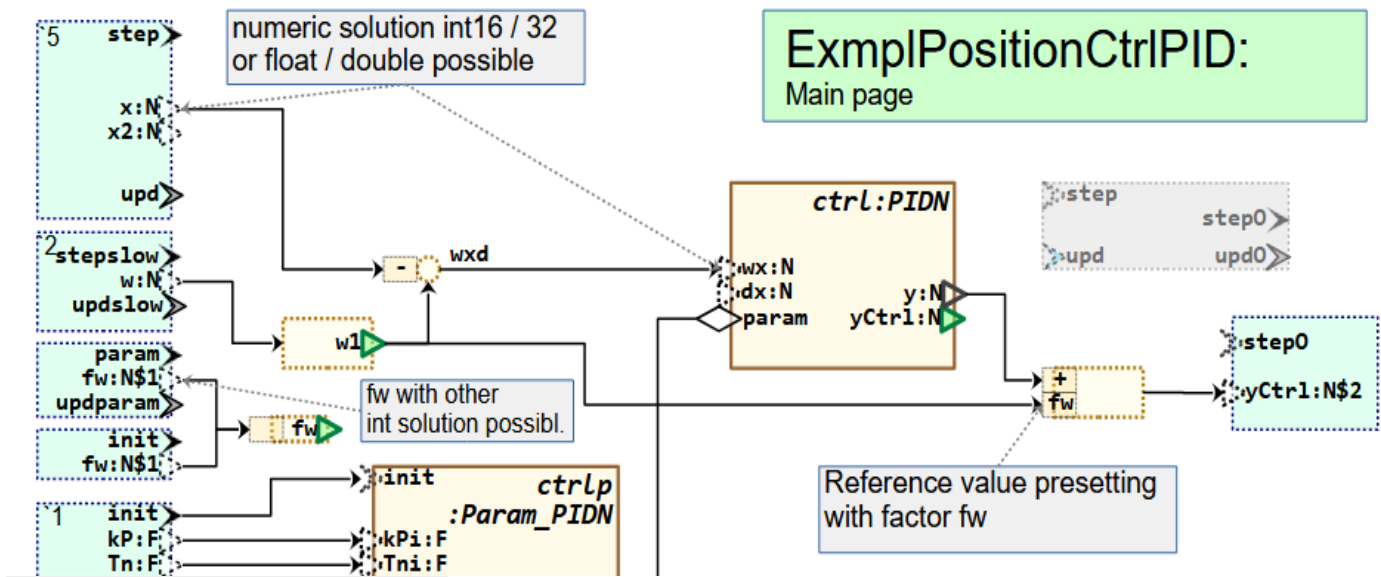 `5
step
x:N
x2:N
upd
numeric solution int16 / 32
or float / double possible
ExmplPositionCtrlPID:
Main page
`2
stepslow
w:N
updslow
-
wxd
w1
ctrl:PIDN
wx:N
dx:N
param
y:N
yCtrl:N
step
stepO
upd
updO
param
fw:N$1
updparam
init
fw:N$1
fw
fw with other
int solution possibl.
+
fw
stepO
yCtrl:N$2
Reference value presetting
with factor fw
`1
init
kP:F
Tn:F
init
ctrlp
:Param_PIDN
kPi:F
Tni:F